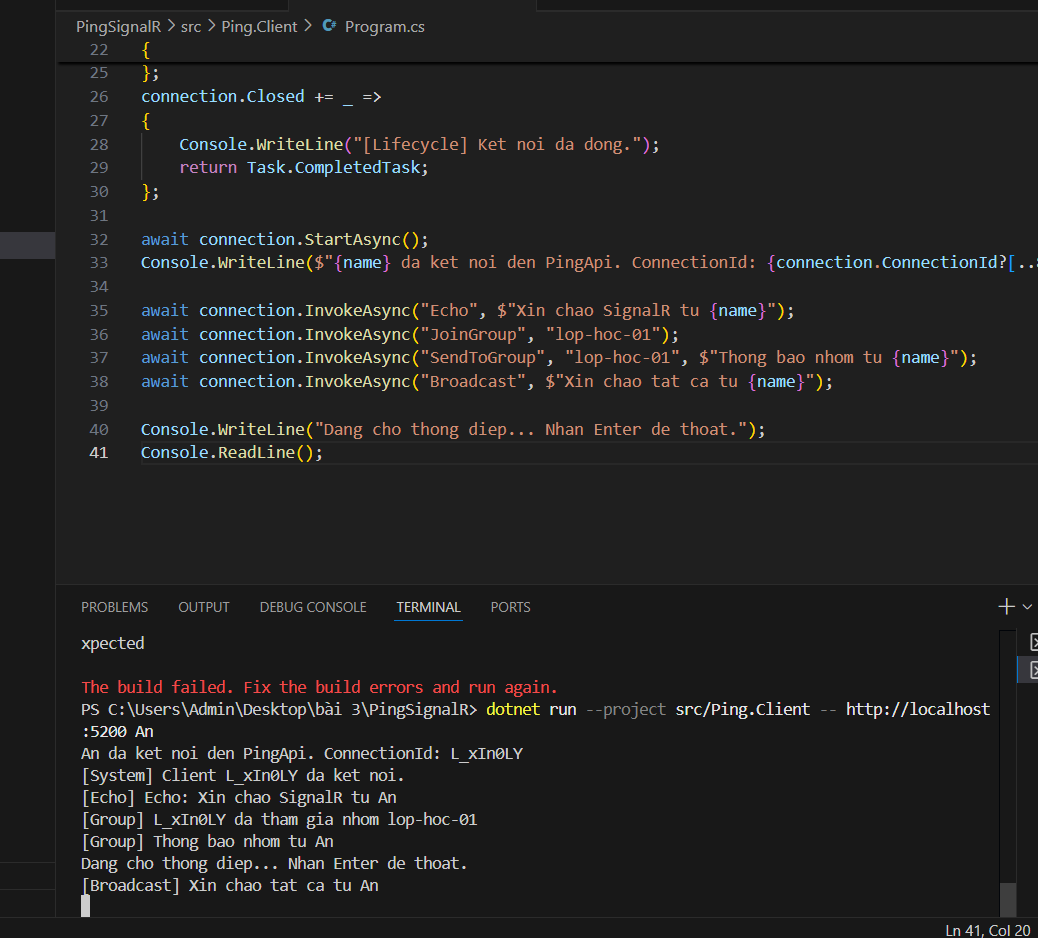 PingSignalR > src > Ping.Client > C# Program.cs
22 {
25 };
26 connection.Closed += _ =>
27 {
28 Console.WriteLine("[Lifecycle] Ket noi da dong.");
29 return Task.CompletedTask;
30 };
31
32 await connection.StartAsync();
33 Console.WriteLine($"{name} da ket noi den PingApi. ConnectionId: {connection.ConnectionId?[..
34
35 await connection.InvokeAsync("Echo", $"Xin chao SignalR tu {name}");
36 await connection.InvokeAsync("JoinGroup", "lop-hoc-01");
37 await connection.InvokeAsync("SendToGroup", "lop-hoc-01", $"Thong bao nhom tu {name}");
38 await connection.InvokeAsync("Broadcast", $"Xin chao tat ca tu {name}");
39
40 Console.WriteLine("Dang cho thong diep... Nhan Enter de thoat.");
41 Console.ReadLine();
PROBLEMS OUTPUT DEBUG CONSOLE TERMINAL PORTS
xpected
The build failed. Fix the build errors and run again.
PS C:\Users\Admin\Desktop\bài 3\PingSignalR> dotnet run --project src/Ping.Client -- http://localhost
:5200 An
An da ket noi den PingApi. ConnectionId: L_xIn0LY
[System] Client L_xIn0LY da ket noi.
[Echo] Echo: Xin chao SignalR tu An
[Group] L_xIn0LY da tham gia nhom lop-hoc-01
[Group] Thong bao nhom tu An
Dang cho thong diep... Nhan Enter de thoat.
[Broadcast] Xin chao tat ca tu An
Ln 41, Col 20